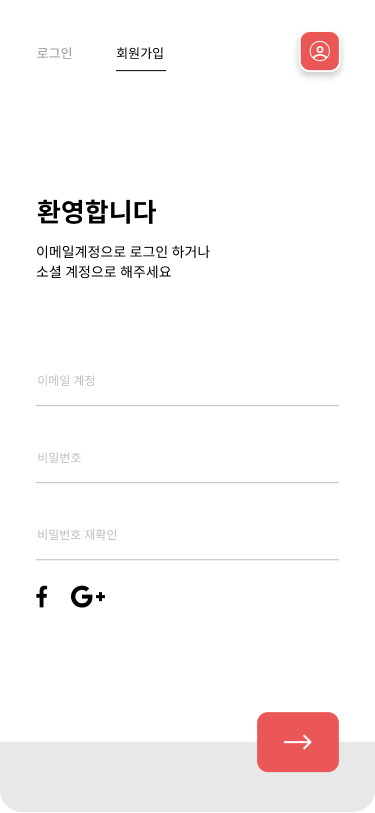 로그인
회원가입
환영합니다
이메일계정으로 로그인 하거나
소셜 계정으로 해주세요
이메일 계정
비밀번호
비밀번호 재확인